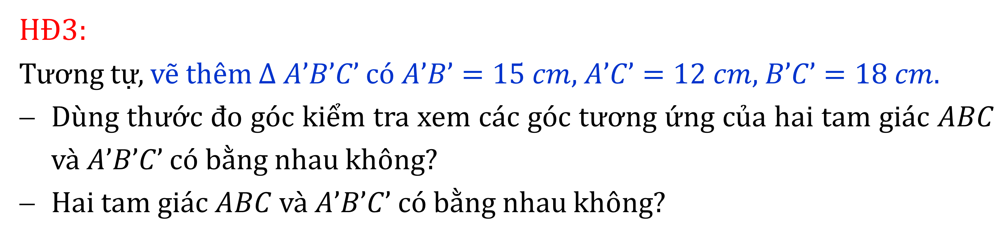 HĐ3:
Tương tự, vẽ thêm Δ A’B’C’ có A’B’ = 15 cm, A’C’ = 12 cm, B’C’ = 18 cm.
– Dùng thước đo góc kiểm tra xem các góc tương ứng của hai tam giác ABC
và A’B’C’ có bằng nhau không?
– Hai tam giác ABC và A’B’C’ có bằng nhau không?